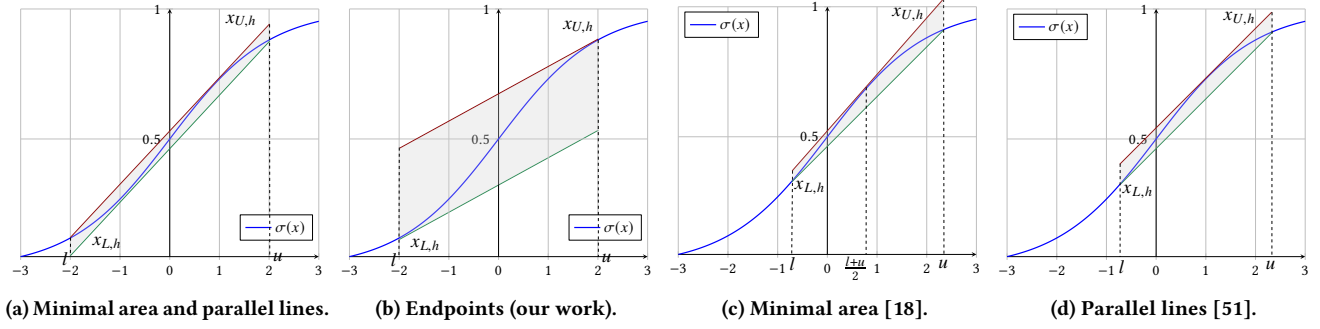 1
0.5
x_{U,h}
x_{L,h}
σ(x)
l
u
−3 −2 −1 0 1 2 3
(a) Minimal area and parallel lines.
1
0.5
x_{U,h}
x_{L,h}
σ(x)
l
u
−3 −2 −1 0 1 2 3
(b) Endpoints (our work).
σ(x)
1
0.5
x_{U,h}
x_{L,h}
l
l+u
2
u
−3 −2 −1 0 1 2 3
(c) Minimal area [18].
σ(x)
1
0.5
x_{U,h}
x_{L,h}
l
u
−3 −2 −1 0 1 2 3
(d) Parallel lines [51].